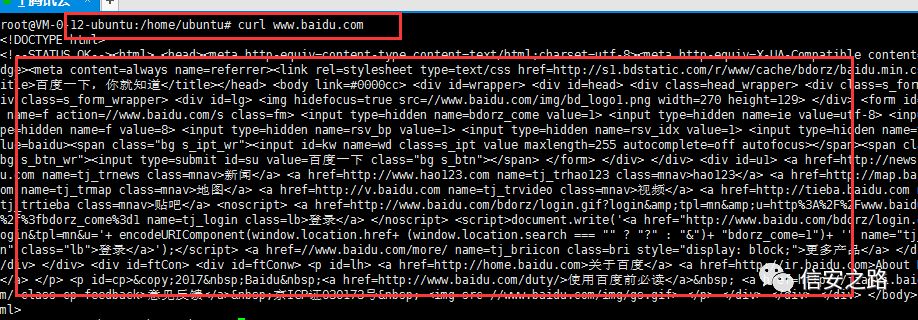 腾讯云
root@VM-0-12-ubuntu:/home/ubuntu# curl www.baidu.com
<!DOCTYPE html>
<!--STATUS OK--><html> <head><meta http-equiv=content-type content=text/html;charset=utf-8><meta http-equiv=X-UA-Compatible content
dge><meta content=always name=referrer><link rel=stylesheet type=text/css href=http://s1.bdstatic.com/r/www/cache/bdorz/baidu.min.c
itle>百度一下，你就知道</title></head> <body link=#0000cc> <div id=wrapper> <div id=head> <div class=head_wrapper> <div class=s_for
iv class=s_form_wrapper> <div id=lg> <img hidefocus=true src=//www.baidu.com/img/bd_logo1.png width=270 height=129> </div> <form id
name=f action=//www.baidu.com/s class=fm> <input type=hidden name=bdorz_come value=1> <input type=hidden name=ie value=utf-8> <inp
pe=hidden name=f value=8> <input type=hidden name=rsv_bp value=1> <input type=hidden name=rsv_idx value=1> <input type=hidden name=
lue=baidu><span class="bg s_ipt_wr"><input id=kw name=wd class=s_ipt value maxlength=255 autocomplete=off autofocus></span><span cl
bg s_btn_wr"><input type=submit id=su value=百度一下 class="bg s_btn"></span> </form> </div> </div> <div id=u1> <a href=http://news
u.com name=tj_trnews class=mnav>新闻</a> <a href=http://www.hao123.com name=tj_trhao123 class=mnav>hao123</a> <a href=http://map.ba
om name=tj_trmap class=mnav>地图</a> <a href=http://v.baidu.com name=tj_trvideo class=mnav>视频</a> <a href=http://tieba.baidu.com
tj_trtieba class=mnav>贴吧</a> <noscript> <a href=http://www.baidu.com/bdorz/login.gif?login&amp;tpl=mn&amp;u=http%3A%2F%2Fwww.baid
%2f%3fbdorz_come%3d1 name=tj_login class=lb>登录</a> </noscript> <script>document.write('<a href="http://www.baidu.com/bdorz/login.
login&tpl=mn&u='+ encodeURIComponent(window.location.href+ (window.location.search === "" ? "?" : "&")+ "bdorz_come=1")+ '" name="tj
n" class="lb">登录</a>');</script> <a href=//www.baidu.com/more/ name=tj_briicon class=bri style="display: block;">更多产品</a> </
/div> </div> <div id=ftCon> <div id=ftConw> <p id=lh> <a href=http://home.baidu.com>关于百度</a> <a href=http://ir.baidu.com>About
</a> </p> <p id=cp>&copy;2017&nbsp;Baidu&nbsp;<a href=http://www.baidu.com/duty/>使用百度前必读</a>&nbsp; <a
m/ class=cp-feedback>意见反馈</a>&nbsp;京ICP证030173号&nbsp; <img src=//www.baidu.com/img/gs.gif> </p> </div> </div> </div> </body>
ml>
信安之路